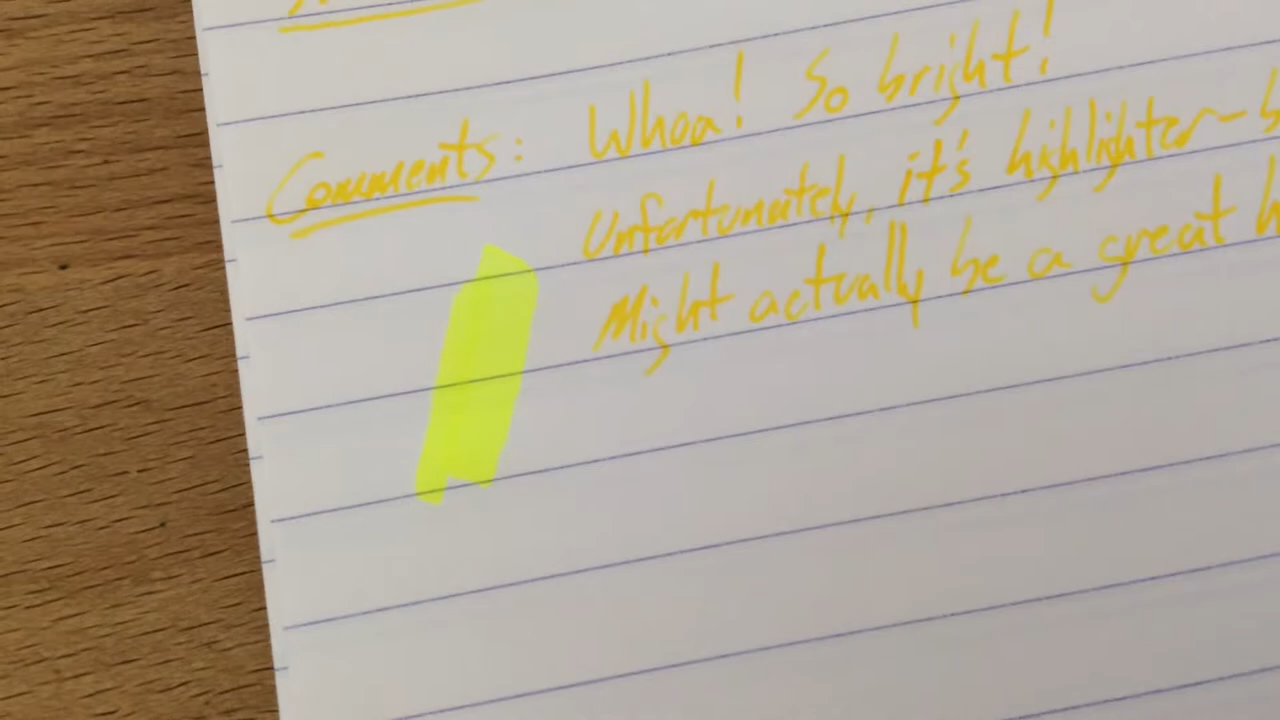 Comments: Whoa! So bright!
Unfortunately, it's highlighter-
Might actually be a great